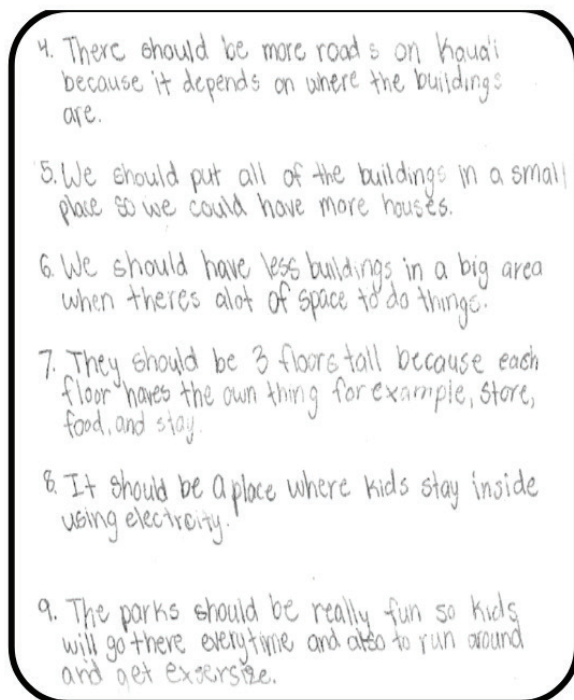 4. There should be more roads on Kaua'i
because it depends on where the buildings
are.
5. We should put all of the buildings in a small
place so we could have more houses.
6. We should have less buildings in a big area
when theres alot of space to do things.
7. They should be 3 floors tall because each
floor haves the own thing for example, store,
food, and stay.
8. It should be a place where kids stay inside
using electrcity.
9. The parks should be really fun so kids
will go there everytime and also to run around
and get exsersize.